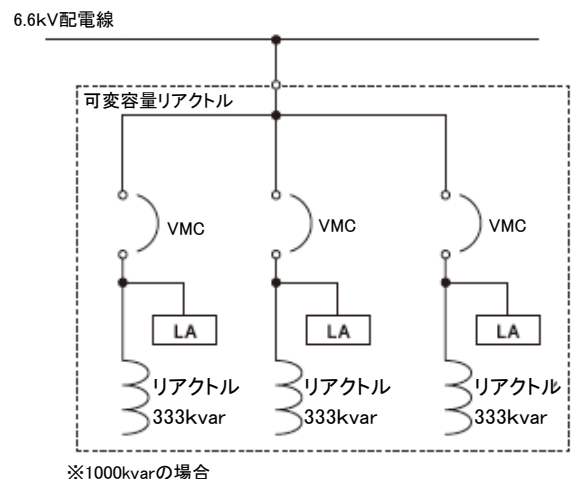 6.6kV配電線
可変容量リアクトル
VMC
VMC
VMC
LA
LA
LA
リアクトル
333kvar
リアクトル
333kvar
リアクトル
333kvar
※1000kvarの場合